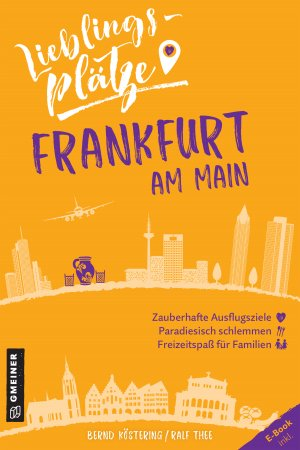 Lieblings-
plätze
FRANKFURT
AM MAIN
Zauberhafte Ausflugsziele
Paradiesisch schlemmen
Freizeitspaß für Familien
GMEINER
BERND KÖSTERING / RALF THEE
E-Book
inkl.